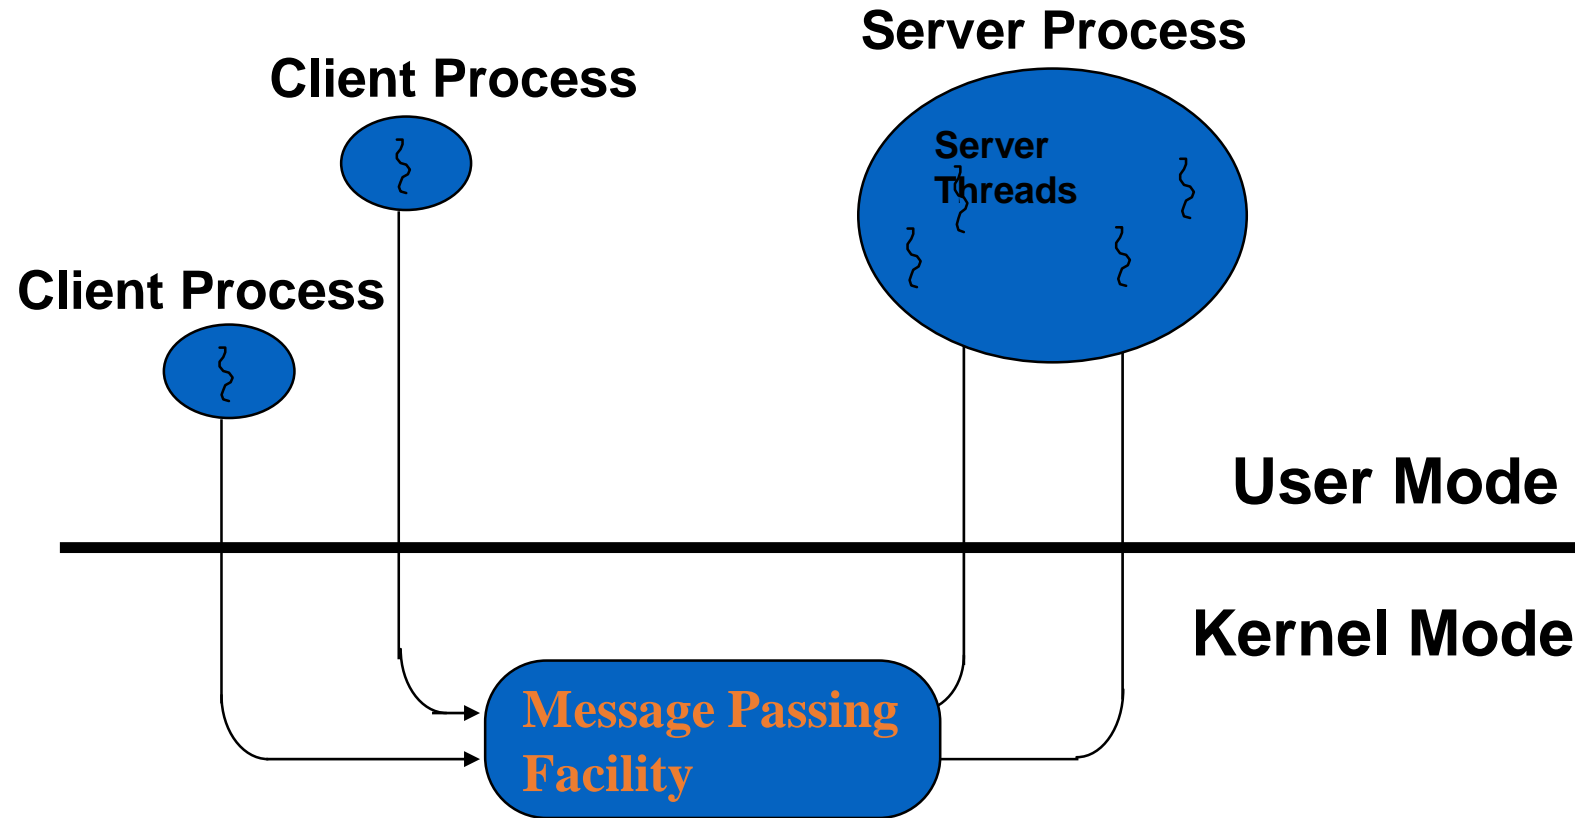 Server Process
Client Process
Server
Threads
Client Process
User Mode
Kernel Mode
Message Passing
Facility